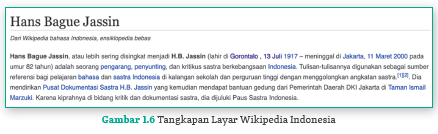 Hans Bague Jassin
Dari Wikipedia bahasa Indonesia, ensiklopedia bebas
Hans Bague Jassin, atau lebih sering disingkat menjadi H.B. Jassin (lahir di Gorontalo , 13 Juli 1917 – meninggal di Jakarta, 11 Maret 2000 pada
umur 82 tahun) adalah seorang pengarang, penyunting, dan kritikus sastra berkebangsaan Indonesia. Tulisan-tulisannya digunakan sebagai sumber
referensi bagi pelajaran bahasa dan sastra Indonesia di kalangan sekolah dan perguruan tinggi dengan menggolongkan angkatan sastra.[1][2]. Dia
mendirikan Pusat Dokumentasi Sastra H.B. Jassin yang kemudian mendapat bantuan gedung dari Pemerintah Daerah DKI Jakarta di Taman Ismail
Marzuki. Karena kiprahnya di bidang kritik dan dokumentasi sastra, dia dijuluki Paus Sastra Indonesia.
Gambar 1.6 Tangkapan Layar Wikipedia Indonesia